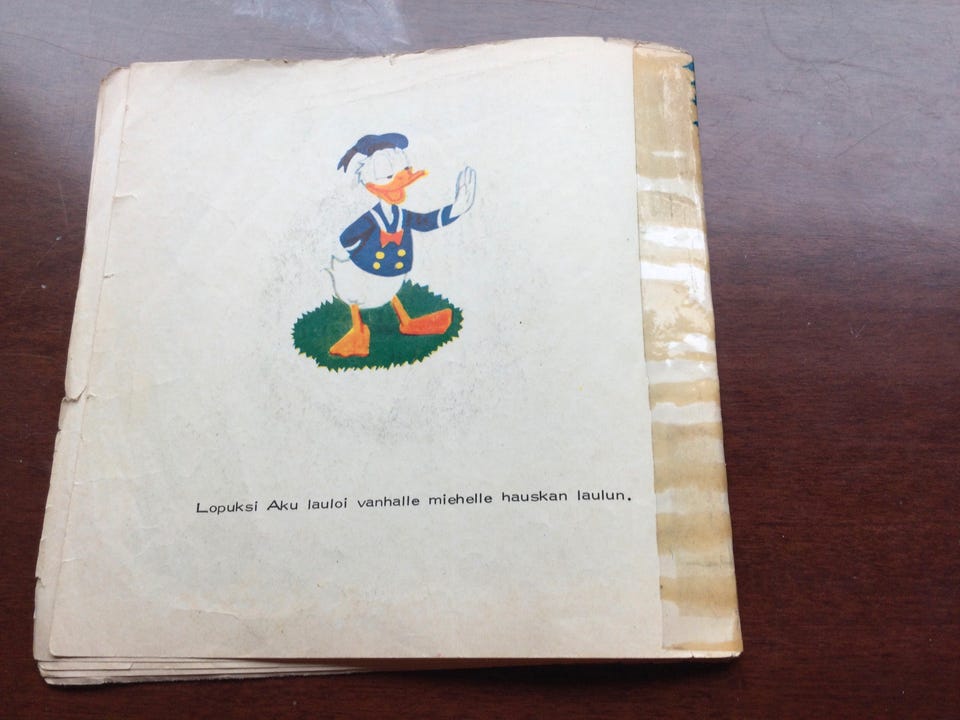 Lopuksi Aku lauloi vanhalle miehelle hauskan laulun.